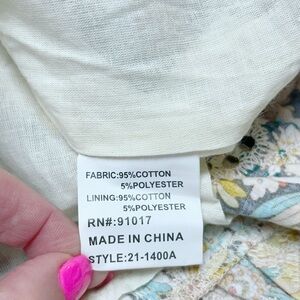 FABRIC:95%COTTON
5%POLYESTER
LINING:95%COTTON
5%POLYESTER
RN#:91017
MADE IN CHINA
STYLE:21-1400A